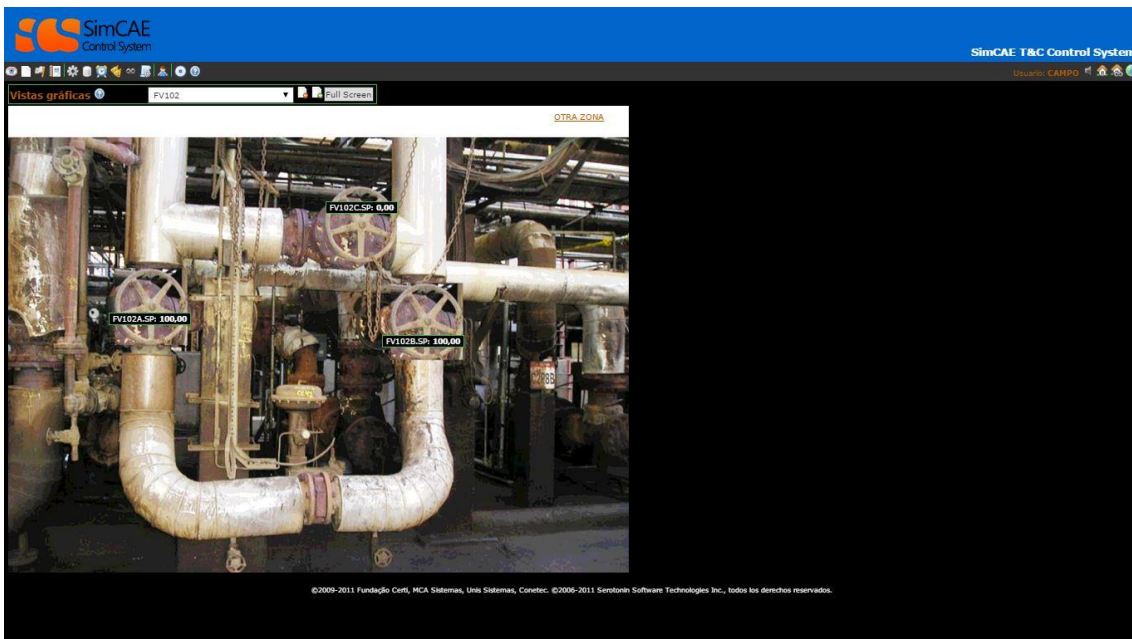 SimCAE
Control System
SimCAE T&C Control System
Usuario: CAMPO
Vistas gráficas
FV102
Full Screen
OTRA ZONA
FV102C.SP: 0,00
FV102A.SP: 100,00
FV102B.SP: 100,00
©2009-2011 Fundação Certi, MCA Sistemas, Unis Sistemas, Conetec. ©2006-2011 Serotonin Software Technologies Inc., todos los derechos reservados.